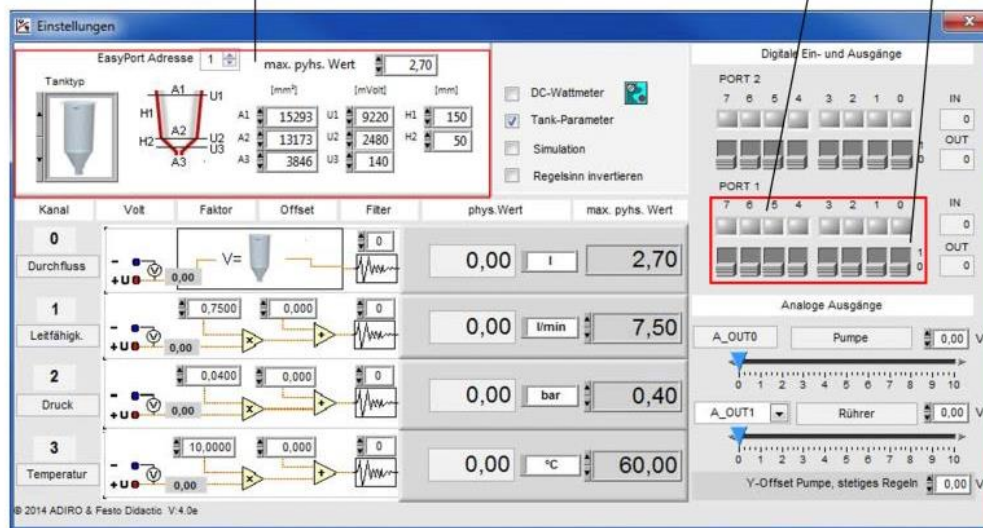 Einstellungen
EasyPort Adresse 1 max. pyhs. Wert 2,70
Tanktyp
A1 U1 H1 A2 U2 H2 U3 A3
[mm²] [mVolt] [mm]
A1 15293 U1 9220 H1 150
A2 13173 U2 2480 H2 50
A3 3846 U3 140
DC-Wattmeter
Tank-Parameter
Simulation
Regelsinn invertieren
Digitale Ein- und Ausgänge
PORT 2
7 6 5 4 3 2 1 0 IN
0
OUT
1
0 0
PORT 1
7 6 5 4 3 2 1 0 IN
0
OUT
1
0 0
Kanal Volt Faktor Offset Filter phys.Wert max. pyhs. Wert
0 V= 0
Durchfluss - +U V 0,00 0,00 l 2,70
1 0,7500 0,000 0
Leitfähigk. - +U V 0,00 x + 0,00 l/min 7,50
2 0,0400 0,000 0
Druck - +U V 0,00 x + 0,00 bar 0,40
3 10,0000 0,000 0
Temperatur - +U V 0,00 x + 0,00 °C 60,00
Analoge Ausgänge
A_OUT0 Pumpe 0,00 V
0 1 2 3 4 5 6 7 8 9 10
A_OUT1 Rührer 0,00 V
0 1 2 3 4 5 6 7 8 9 10
Y-Offset Pumpe, stetiges Regeln 0,00 V
© 2014 ADIRO & Festo Didactic V:4.0e